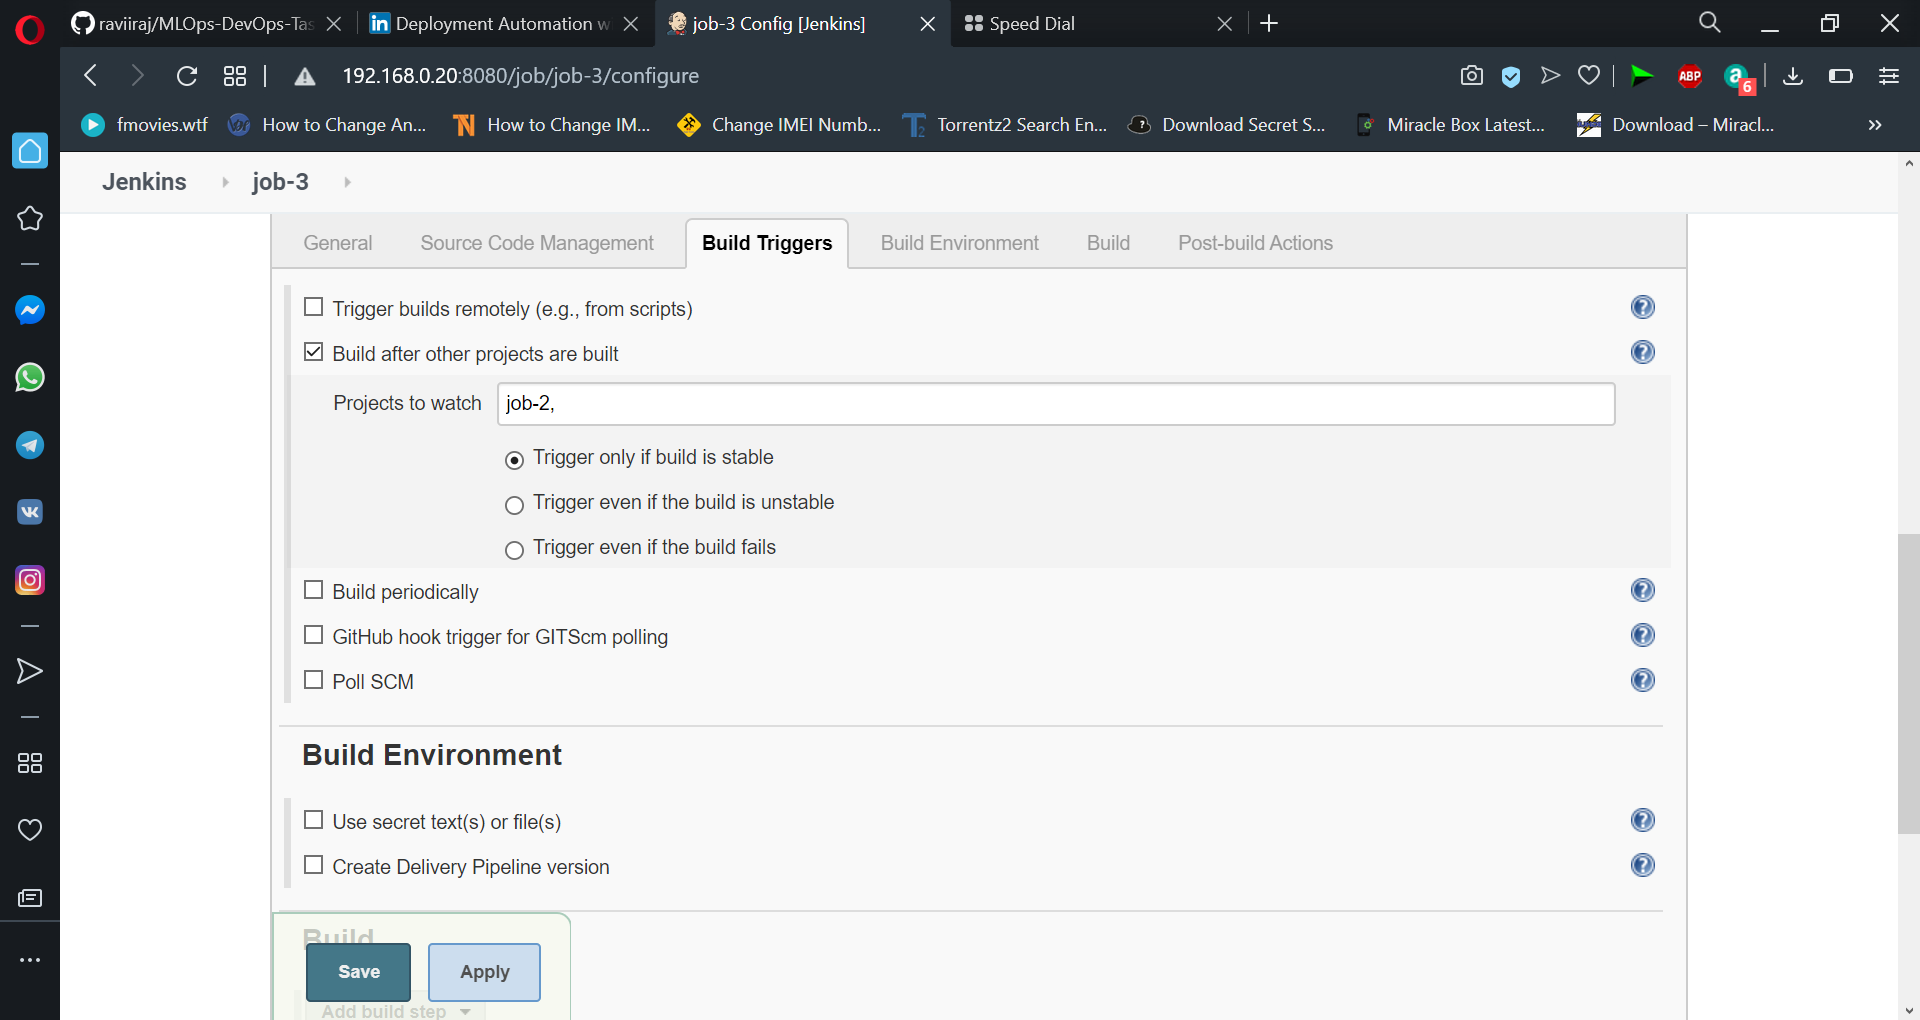 raviiraj/MLOps-DevOps-Tas
Deployment Automation w
job-3 Config [Jenkins]
Speed Dial
192.168.0.20:8080/job/job-3/configure
ABP
a
6
fmovies.wtf
How to Change An...
How to Change IM...
Change IMEI Numb...
Torrentz2 Search En...
Download Secret S...
Miracle Box Latest...
Download – Miracl...
Jenkins
job-3
General
Source Code Management
Build Triggers
Build Environment
Build
Post-build Actions
Trigger builds remotely (e.g., from scripts)
Build after other projects are built
Projects to watch
job-2,
Trigger only if build is stable
Trigger even if the build is unstable
Trigger even if the build fails
Build periodically
GitHub hook trigger for GITScm polling
Poll SCM
Build Environment
Use secret text(s) or file(s)
Create Delivery Pipeline version
Build
Save
Apply
Add build step